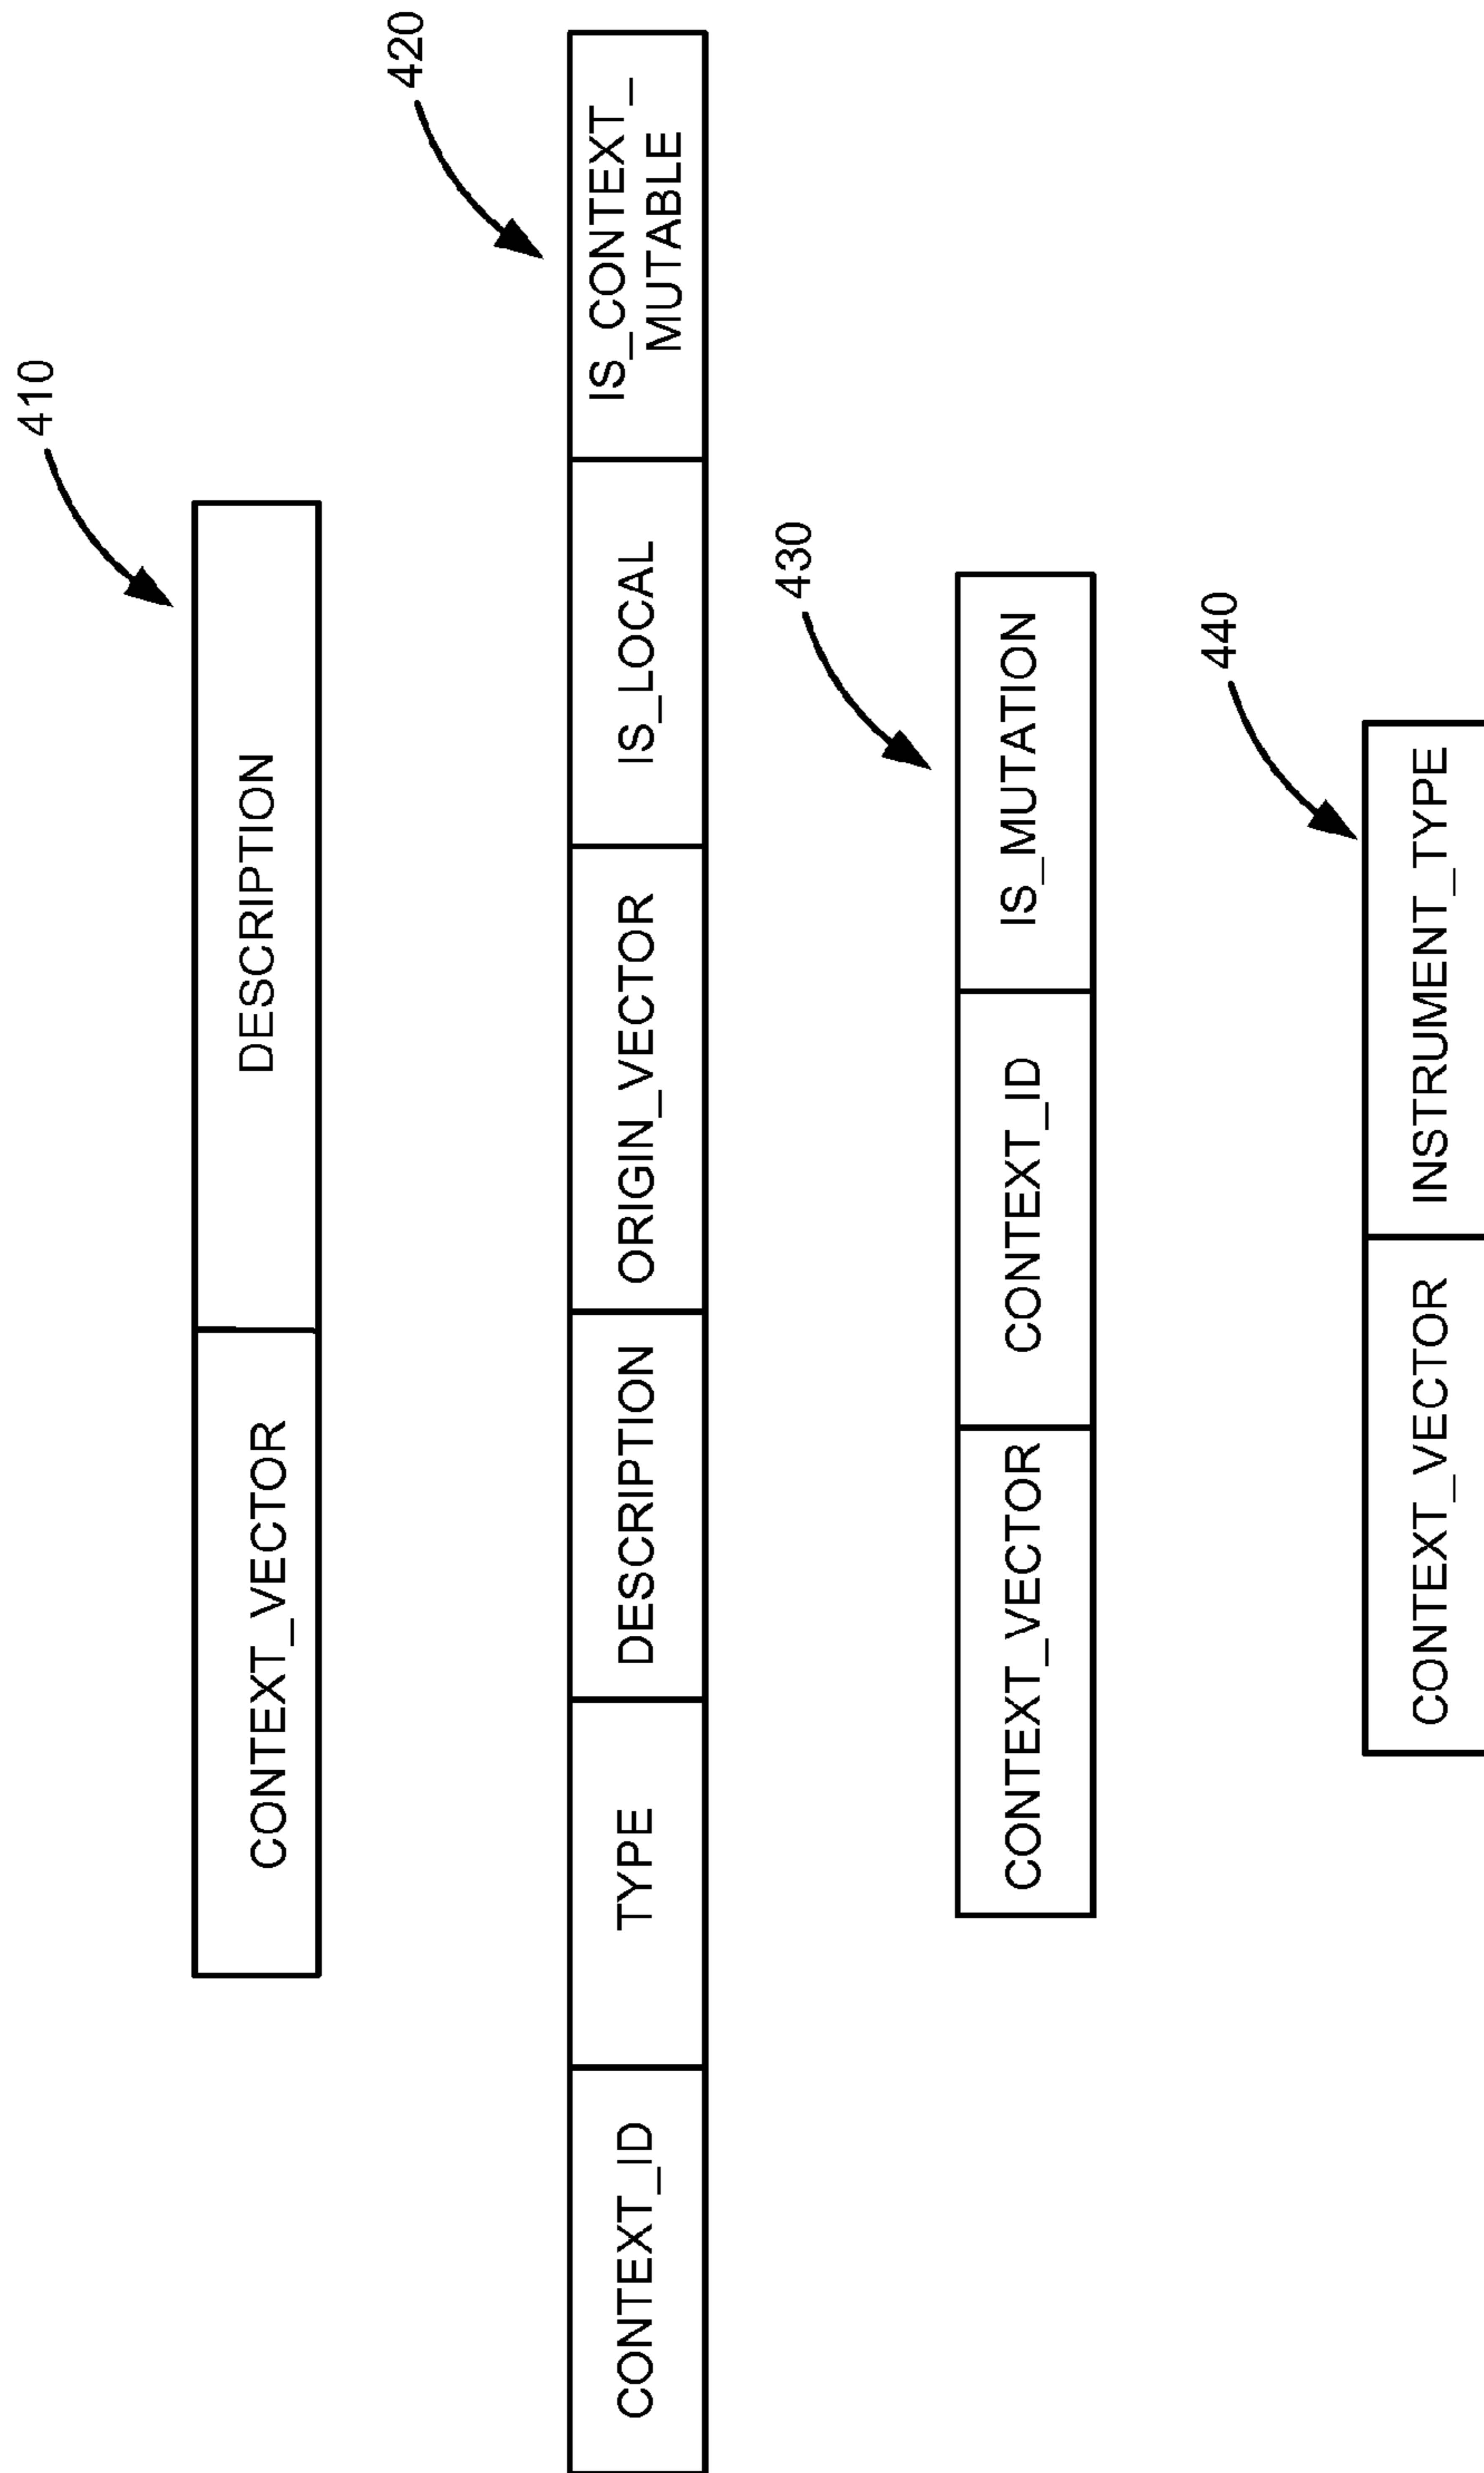 410
CONTEXT_VECTOR
DESCRIPTION
420
CONTEXT_ID
TYPE
DESCRIPTION
ORIGIN_VECTOR
IS_LOCAL
IS_CONTEXT_
MUTABLE
430
CONTEXT_VECTOR
CONTEXT_ID
IS_MUTATION
440
CONTEXT_VECTOR
INSTRUMENT_TYPE